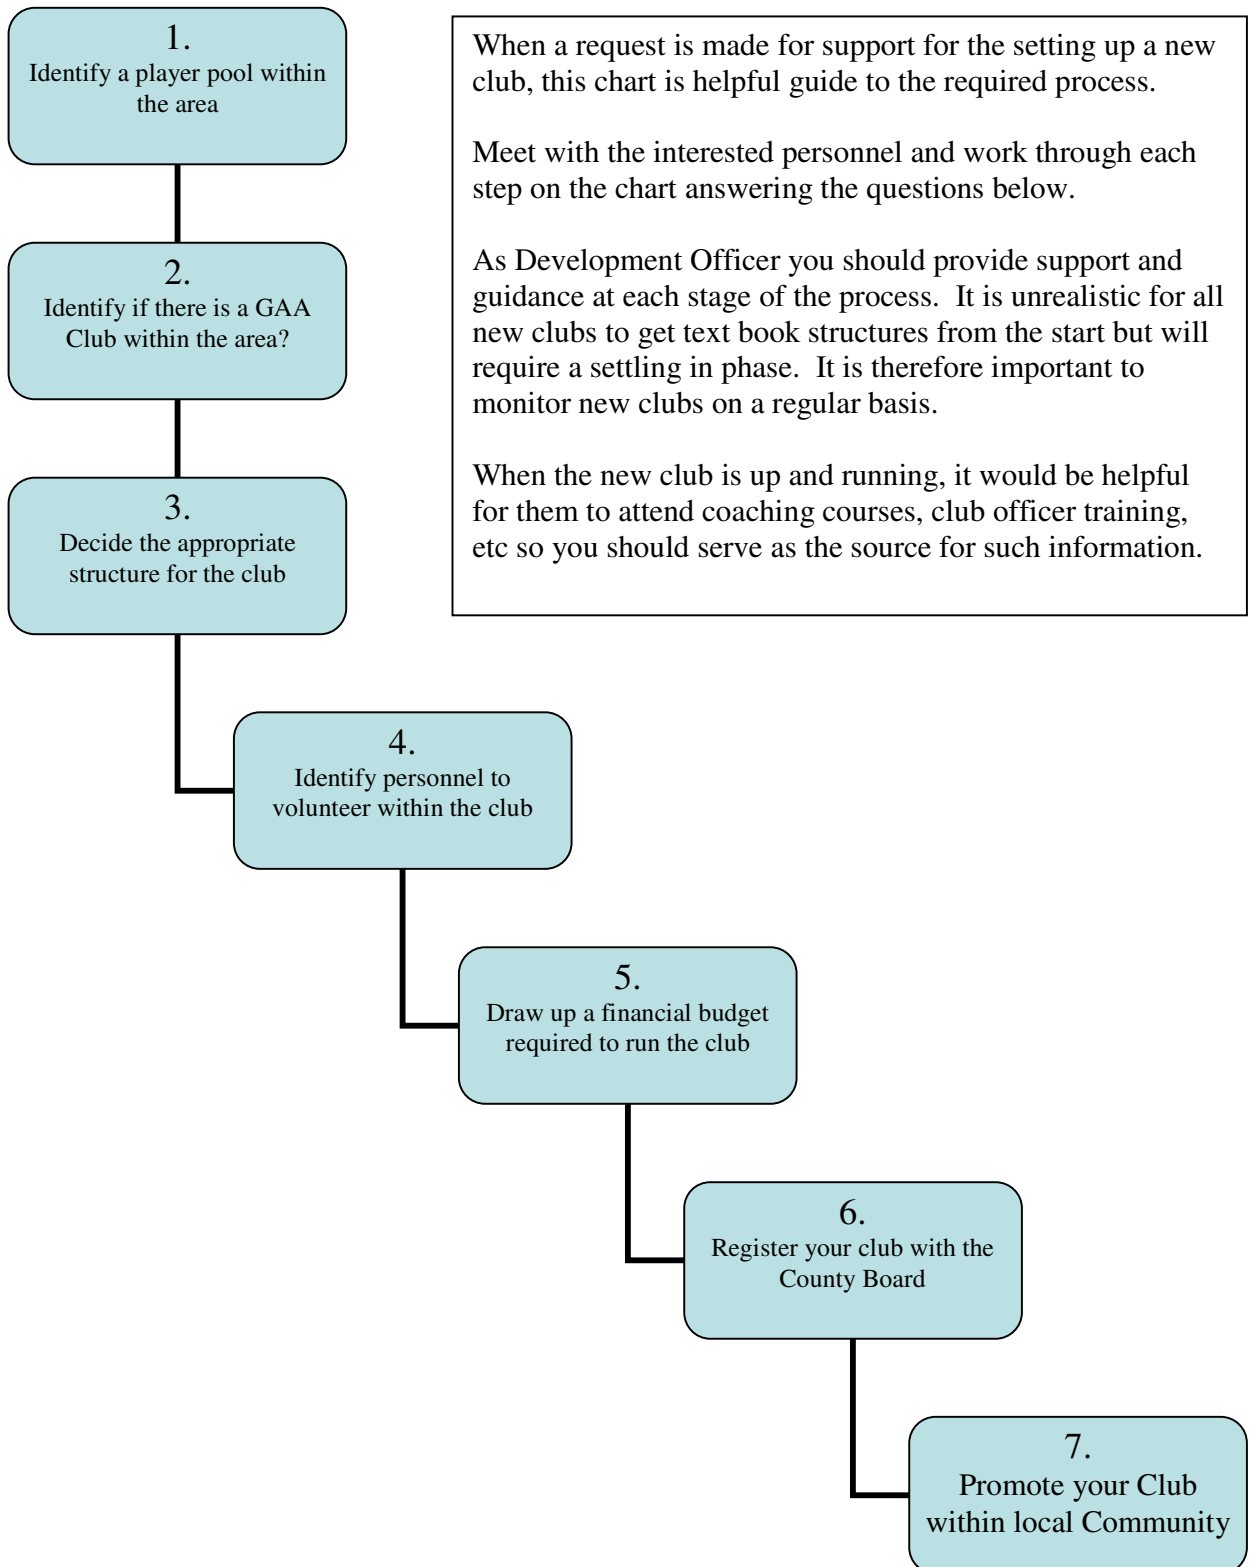 1.
Identify a player pool within
the area
When a request is made for support for the setting up a new
club, this chart is helpful guide to the required process.
Meet with the interested personnel and work through each
step on the chart answering the questions below.
As Development Officer you should provide support and
guidance at each stage of the process. It is unrealistic for all
new clubs to get text book structures from the start but will
require a settling in phase. It is therefore important to
monitor new clubs on a regular basis.
When the new club is up and running, it would be helpful
for them to attend coaching courses, club officer training,
etc so you should serve as the source for such information.
2.
Identify if there is a GAA
Club within the area?
3.
Decide the appropriate
structure for the club
4.
Identify personnel to
volunteer within the club
5.
Draw up a financial budget
required to run the club
6.
Register your club with the
County Board
7.
Promote your Club
within local Community